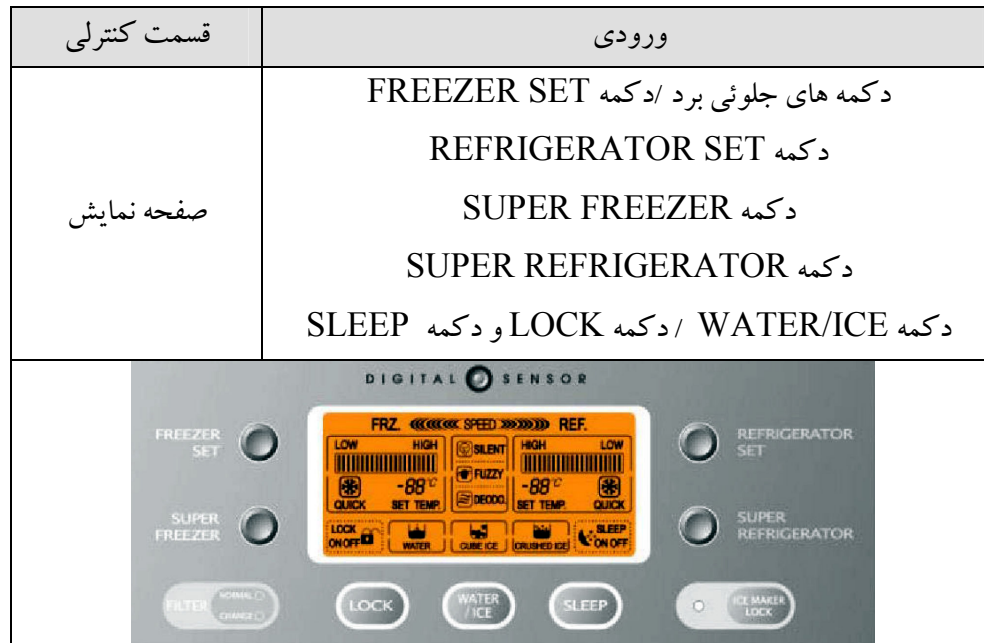 قسمت کنترلی
ورودی
صفحه نمایش
دکمه های جلوئی برد /دکمه FREEZER SET
دکمه REFRIGERATOR SET
دکمه SUPER FREEZER
دکمه SUPER REFRIGERATOR
دکمه WATER/ICE / دکمه LOCK و دکمه SLEEP
DIGITAL SENSOR
FREEZER SET
SUPER FREEZER
FRZ. SPEED REF.
LOW HIGH
SILENT
HIGH LOW
FUZZY
-88°C
DEODO.
-88°C
QUICK SET TEMP.
SET TEMP. QUICK
LOCK ON OFF
WATER
CUBE ICE
CRUSHED ICE
SLEEP ON OFF
REFRIGERATOR SET
SUPER REFRIGERATOR
FILTER
NORMAL
CHANGE
LOCK
WATER / ICE
SLEEP
ICE MAKER LOCK